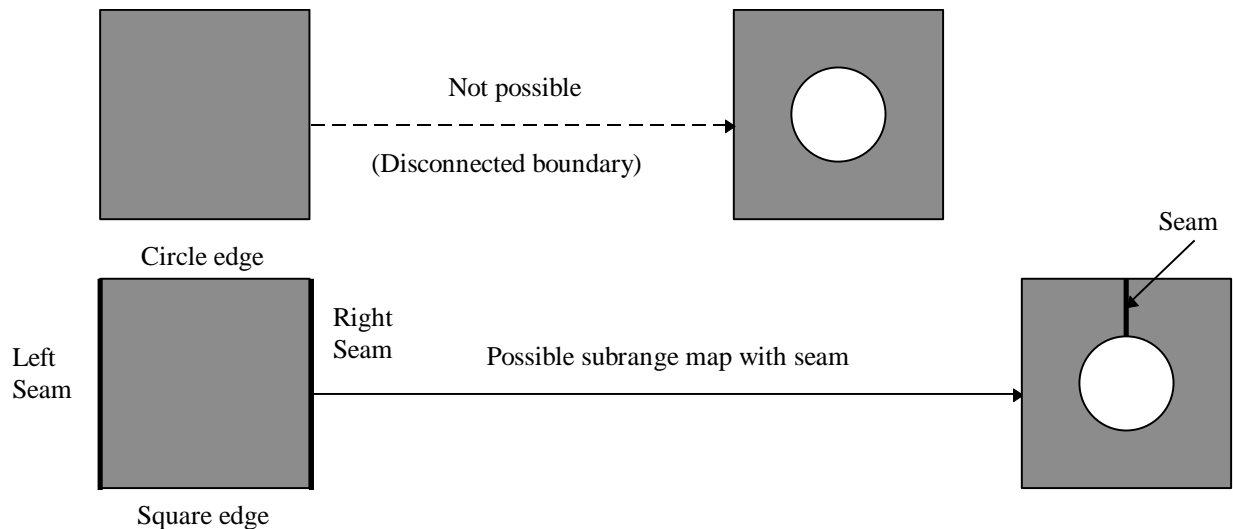 Not possible
(Disconnected boundary)
Seam
Circle edge
Right
Seam
Left
Seam
Possible subrange map with seam
Square edge